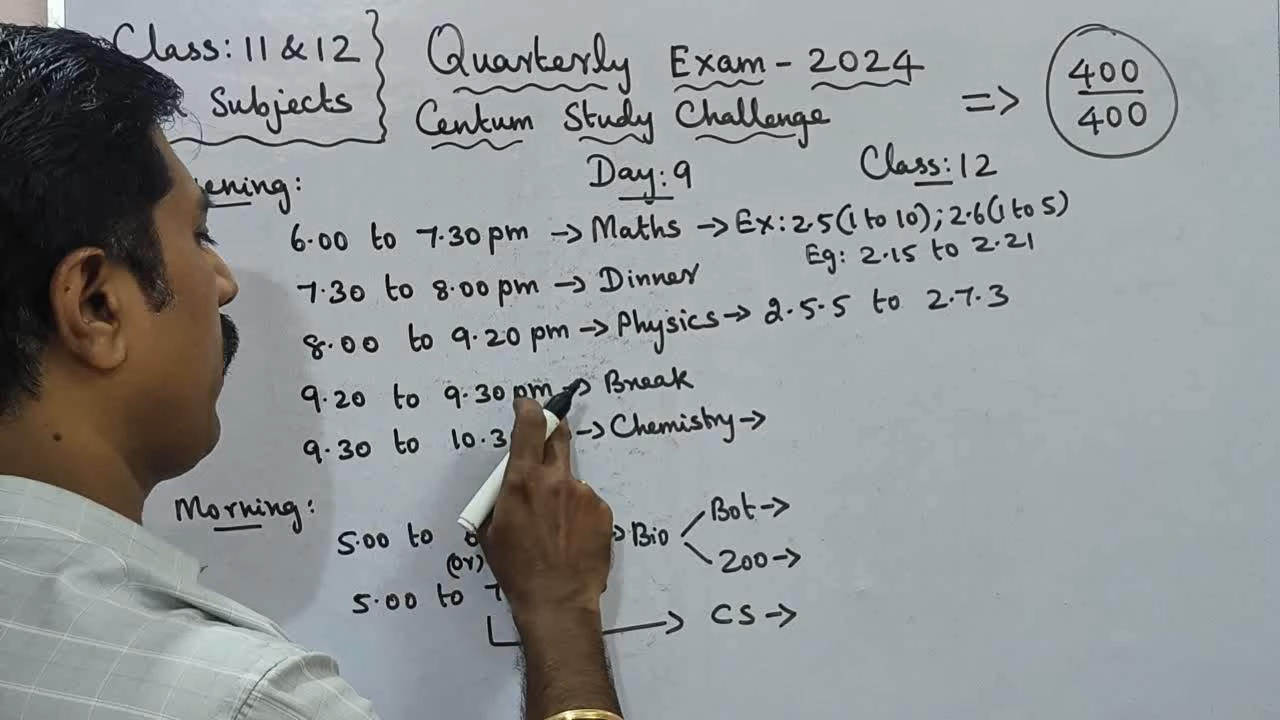 Class: 11 & 12
Subjects
Quarterly Exam - 2024
Centum Study Challenge
=> 400
400
Day: 9
Class: 12
6.00 to 7.30 pm → Maths → Ex: 2.5 (1 to 10); 2.6 (1 to 5)
Eg: 2.15 to 2.21
7.30 to 8.00 pm → Dinner
8.00 to 9.20 pm → Physics → 2.5.5 to 2.7.3
9.20 to 9.30 pm → Break
9.30 to 10.3 → Chemistry →
Morning:
5.00 to → Bio
Bot →
Zoo →
(or)
5.00 to 7
CS →